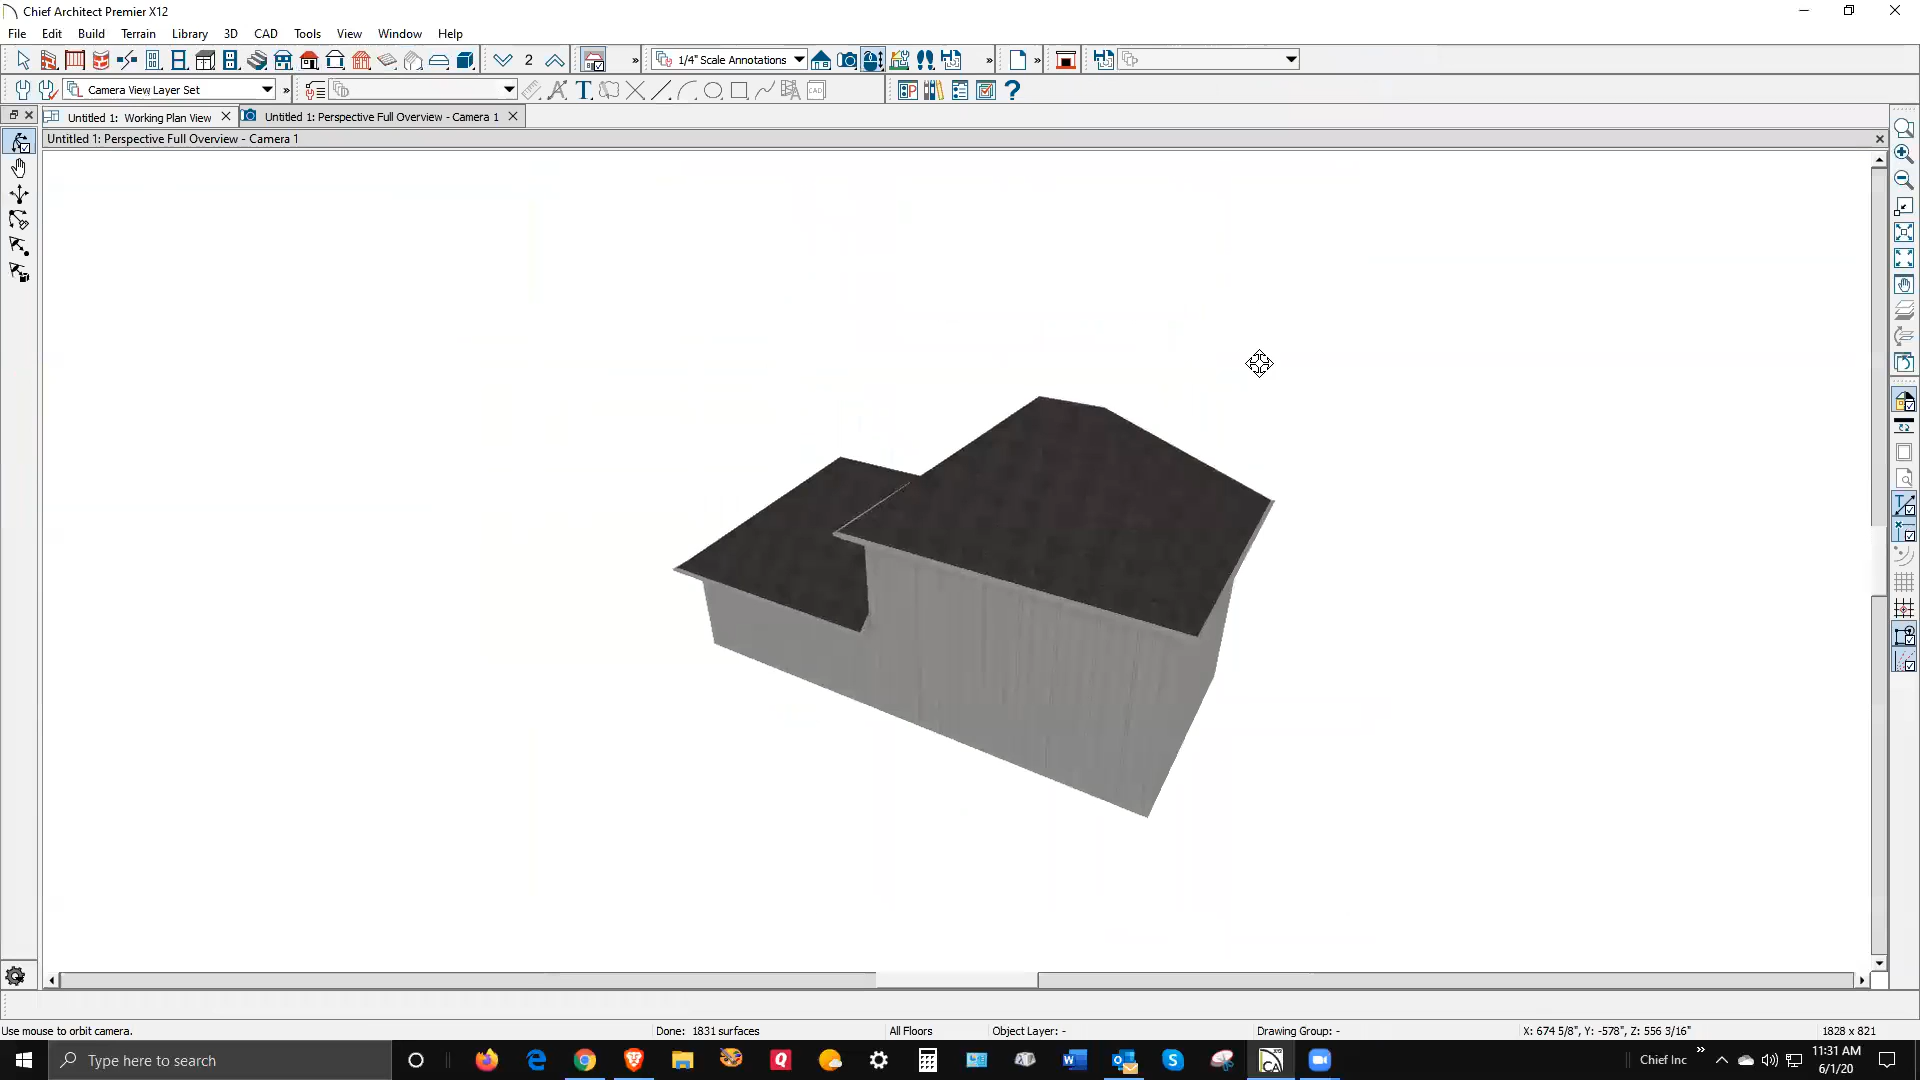 Chief Architect Premier X12
File Edit Build Terrain Library 3D CAD Tools View Window Help
2 1/4" Scale Annotations
Camera View Layer Set T CAD ?
Untitled 1: Working Plan View Untitled 1: Perspective Full Overview - Camera 1
Untitled 1: Perspective Full Overview - Camera 1
Use mouse to orbit camera. Done: 1831 surfaces All Floors Object Layer: - Drawing Group: - X: 674 5/8", Y: -578", Z: 556 3/16" 1828 x 821
Type here to search Chief Inc 11:31 AM
6/1/20